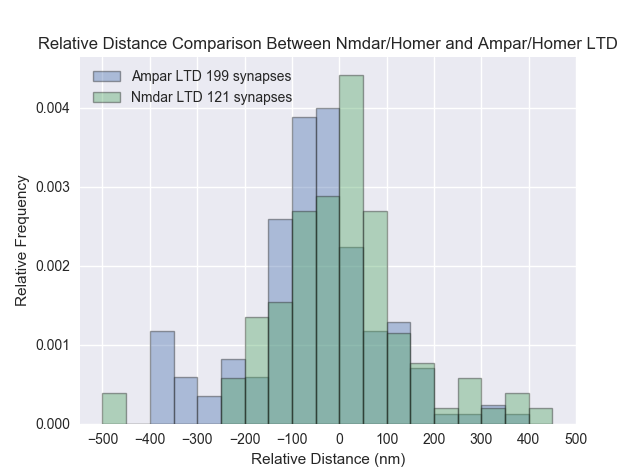 Relative Distance Comparison Between Nmdar/Homer and Ampar/Homer LTD
Ampar LTD 199 synapses
Nmdar LTD 121 synapses
0.004
0.003
0.002
0.001
0.000
Relative Frequency
−500 −400 −300 −200 −100 0 100 200 300 400 500
Relative Distance (nm)